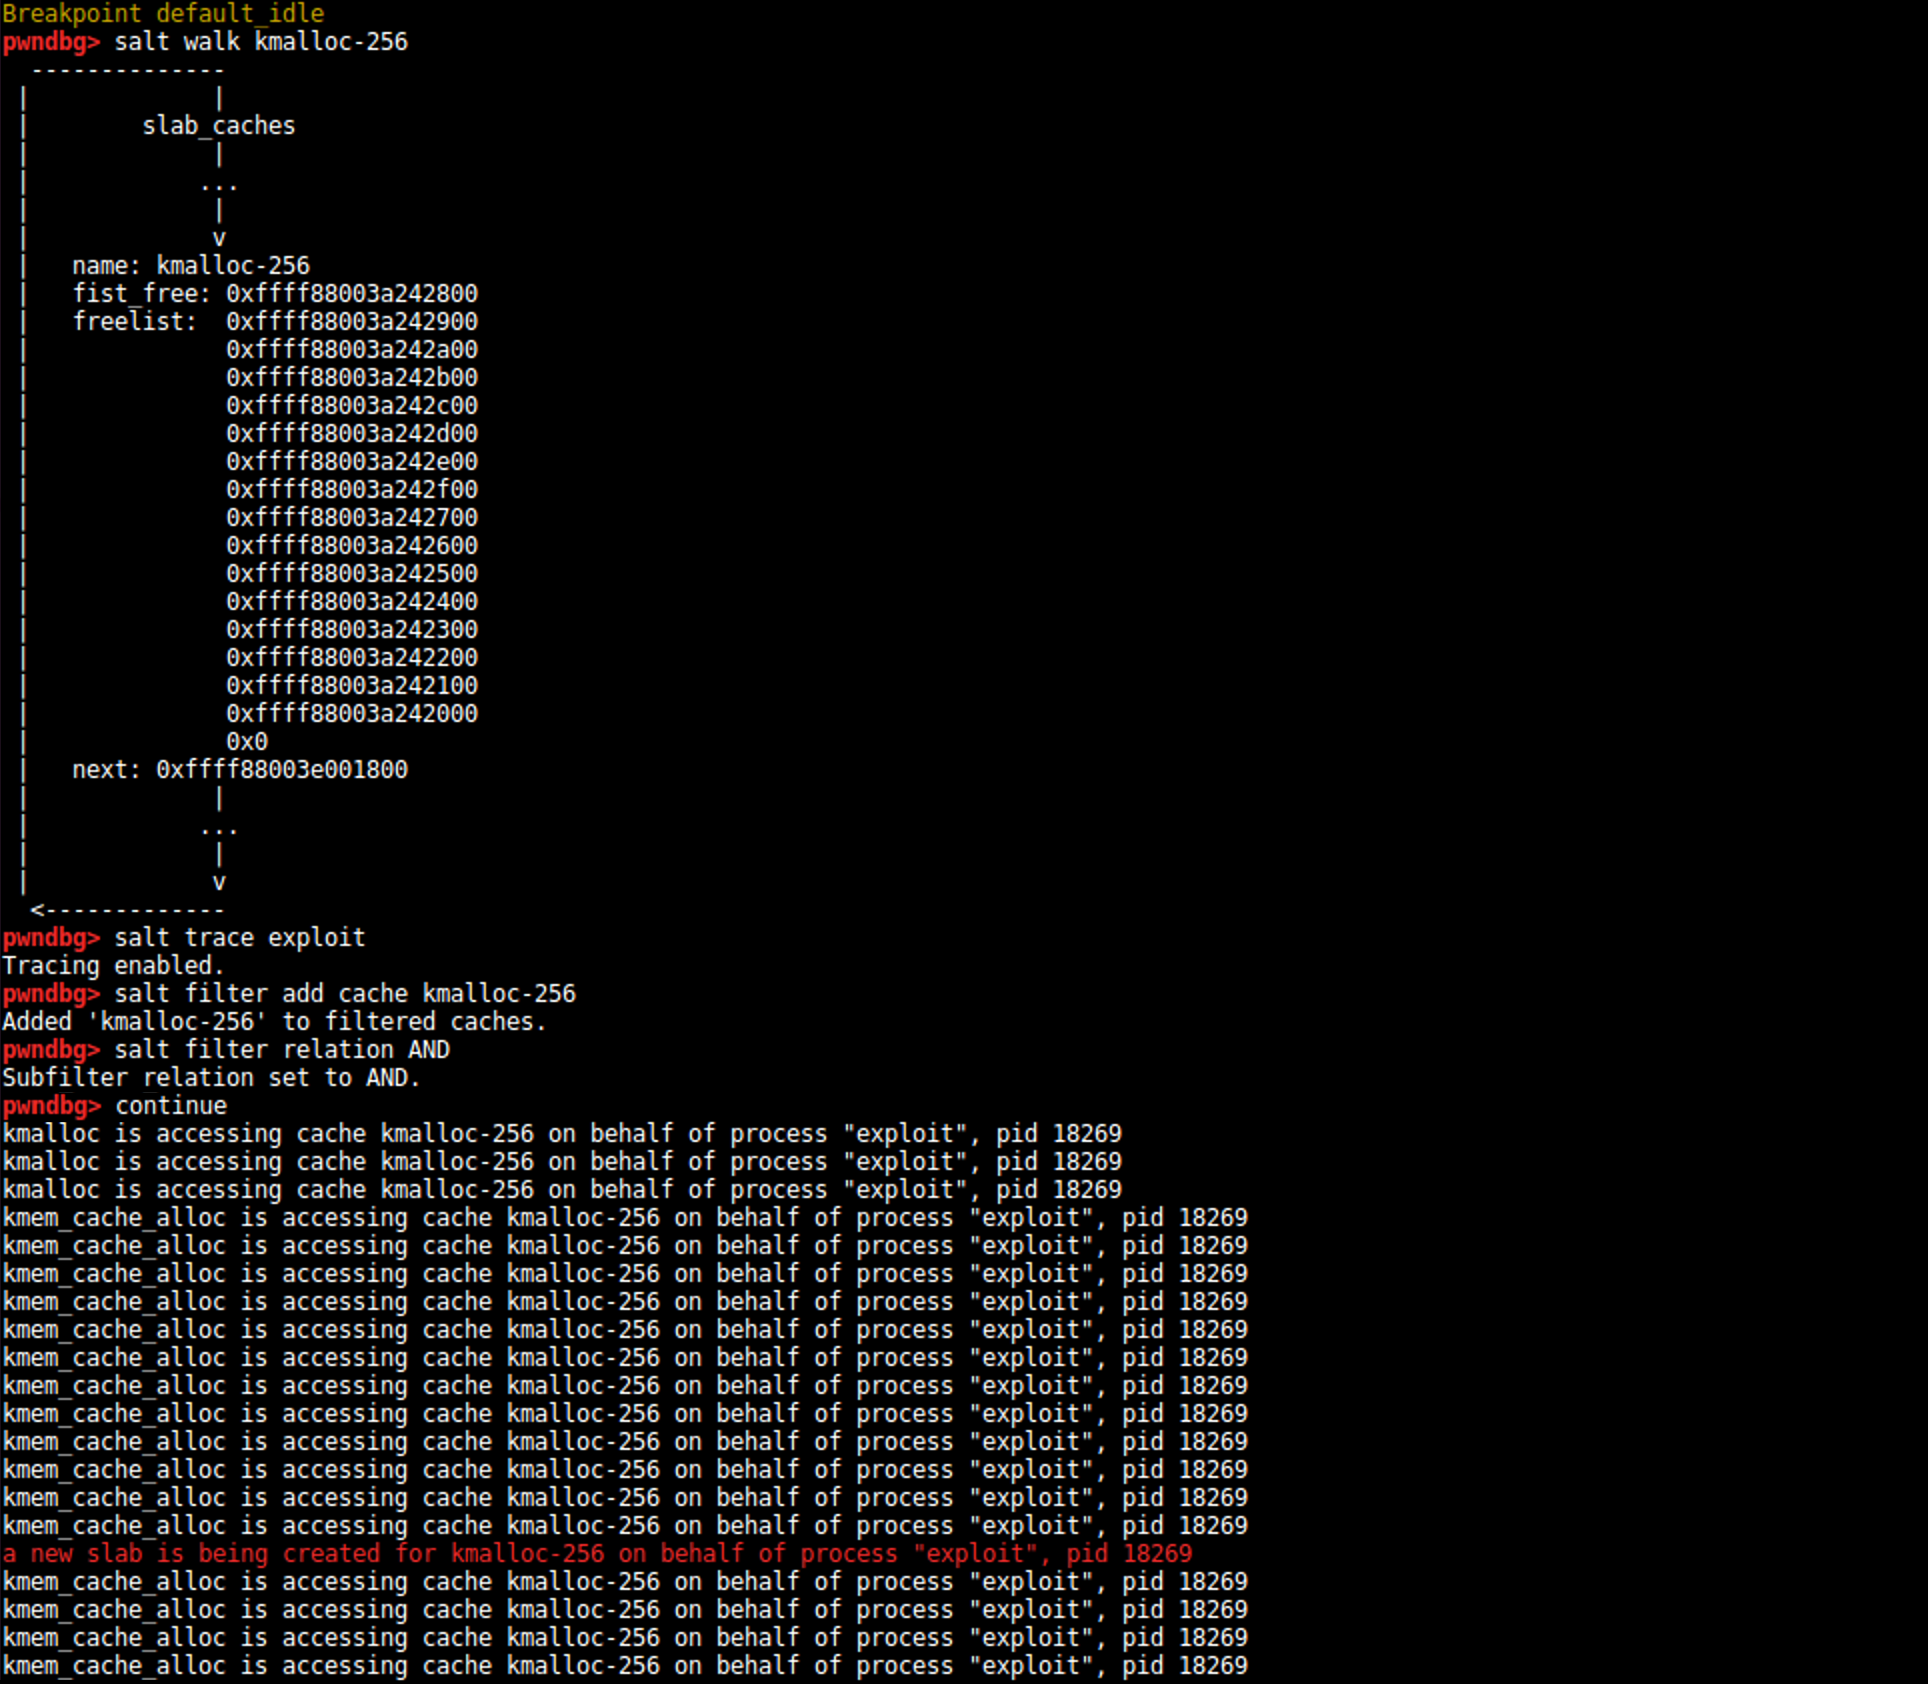 Breakpoint default_idle
pwndbg> salt walk kmalloc-256
  --------------
 |             |
 |        slab_caches
 |             |
 |            ...
 |             |
 |             v
 |   name: kmalloc-256
 |   fist_free: 0xffff88003a242800
 |   freelist:  0xffff88003a242900
 |              0xffff88003a242a00
 |              0xffff88003a242b00
 |              0xffff88003a242c00
 |              0xffff88003a242d00
 |              0xffff88003a242e00
 |              0xffff88003a242f00
 |              0xffff88003a242700
 |              0xffff88003a242600
 |              0xffff88003a242500
 |              0xffff88003a242400
 |              0xffff88003a242300
 |              0xffff88003a242200
 |              0xffff88003a242100
 |              0xffff88003a242000
 |              0x0
 |   next: 0xffff88003e001800
 |             |
 |            ...
 |             |
 |             v
  <-------------
pwndbg> salt trace exploit
Tracing enabled.
pwndbg> salt filter add cache kmalloc-256
Added 'kmalloc-256' to filtered caches.
pwndbg> salt filter relation AND
Subfilter relation set to AND.
pwndbg> continue
kmalloc is accessing cache kmalloc-256 on behalf of process "exploit", pid 18269
kmalloc is accessing cache kmalloc-256 on behalf of process "exploit", pid 18269
kmalloc is accessing cache kmalloc-256 on behalf of process "exploit", pid 18269
kmem_cache_alloc is accessing cache kmalloc-256 on behalf of process "exploit", pid 18269
kmem_cache_alloc is accessing cache kmalloc-256 on behalf of process "exploit", pid 18269
kmem_cache_alloc is accessing cache kmalloc-256 on behalf of process "exploit", pid 18269
kmem_cache_alloc is accessing cache kmalloc-256 on behalf of process "exploit", pid 18269
kmem_cache_alloc is accessing cache kmalloc-256 on behalf of process "exploit", pid 18269
kmem_cache_alloc is accessing cache kmalloc-256 on behalf of process "exploit", pid 18269
kmem_cache_alloc is accessing cache kmalloc-256 on behalf of process "exploit", pid 18269
kmem_cache_alloc is accessing cache kmalloc-256 on behalf of process "exploit", pid 18269
kmem_cache_alloc is accessing cache kmalloc-256 on behalf of process "exploit", pid 18269
kmem_cache_alloc is accessing cache kmalloc-256 on behalf of process "exploit", pid 18269
kmem_cache_alloc is accessing cache kmalloc-256 on behalf of process "exploit", pid 18269
kmem_cache_alloc is accessing cache kmalloc-256 on behalf of process "exploit", pid 18269
a new slab is being created for kmalloc-256 on behalf of process "exploit", pid 18269
kmem_cache_alloc is accessing cache kmalloc-256 on behalf of process "exploit", pid 18269
kmem_cache_alloc is accessing cache kmalloc-256 on behalf of process "exploit", pid 18269
kmem_cache_alloc is accessing cache kmalloc-256 on behalf of process "exploit", pid 18269
kmem_cache_alloc is accessing cache kmalloc-256 on behalf of process "exploit", pid 18269